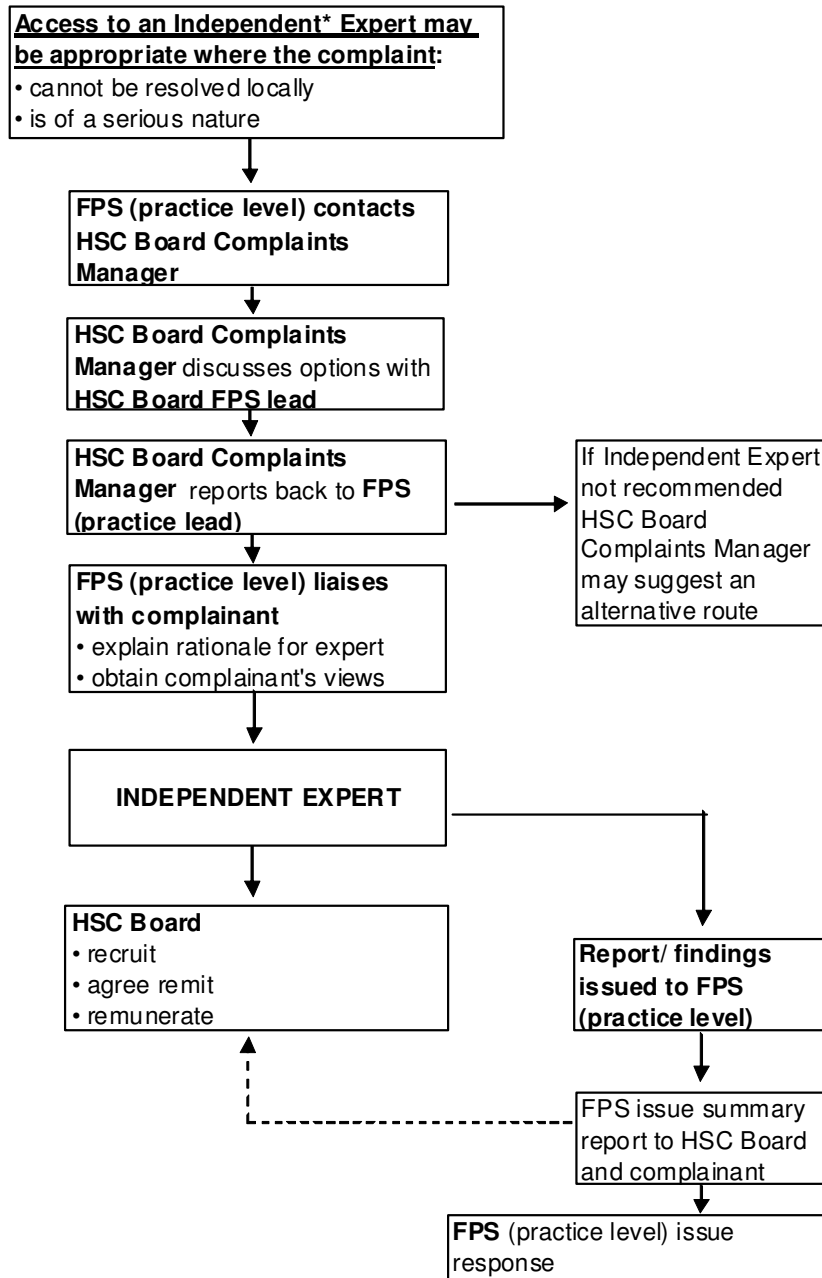 Access to an Independent* Expert may
be appropriate where the complaint:
• cannot be resolved locally
• is of a serious nature
FPS (practice level) contacts
HSC Board Complaints
Manager
HSC Board Complaints
Manager discusses options with
HSC Board FPS lead
HSC Board Complaints
Manager reports back to FPS
(practice lead)
If Independent Expert
not recommended
HSC Board
Complaints Manager
may suggest an
alternative route
FPS (practice level) liaises
with complainant
• explain rationale for expert
• obtain complainant's views
INDEPENDENT EXPERT
HSC Board
• recruit
• agree remit
• remunerate
Report/ findings
issued to FPS
(practice level)
FPS issue summary
report to HSC Board
and complainant
FPS (practice level) issue
response